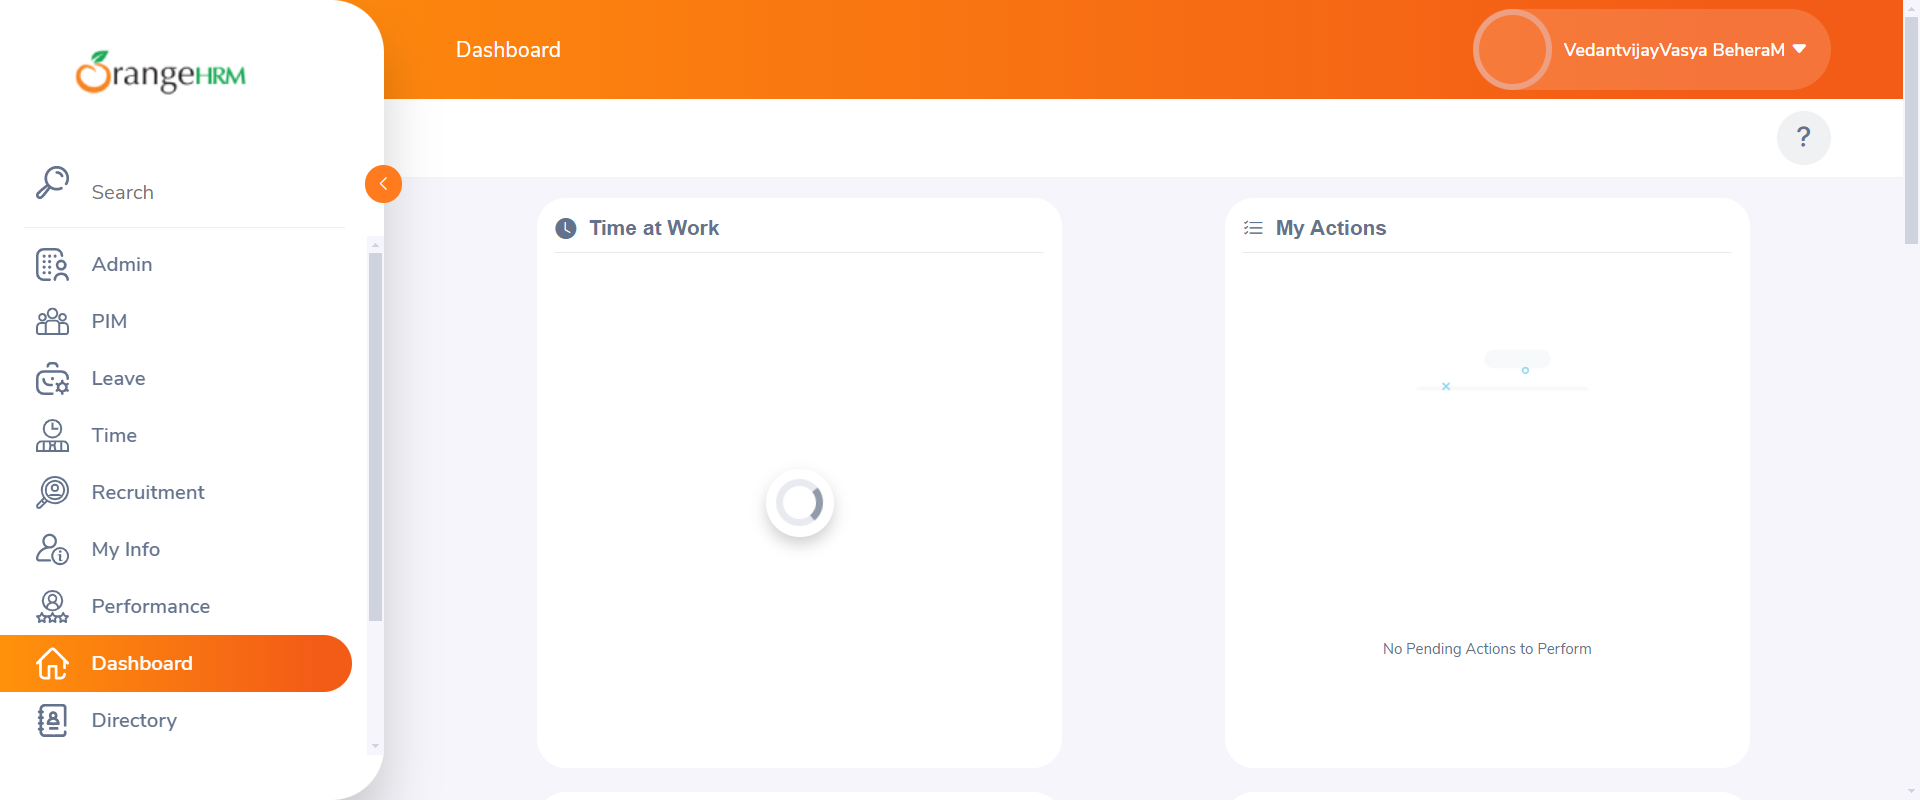 OrangeHRM
Dashboard
VedantvijayVasya BeheraM
?
Search
Admin
PIM
Leave
Time
Recruitment
My Info
Performance
Dashboard
Directory
Time at Work
My Actions
No Pending Actions to Perform